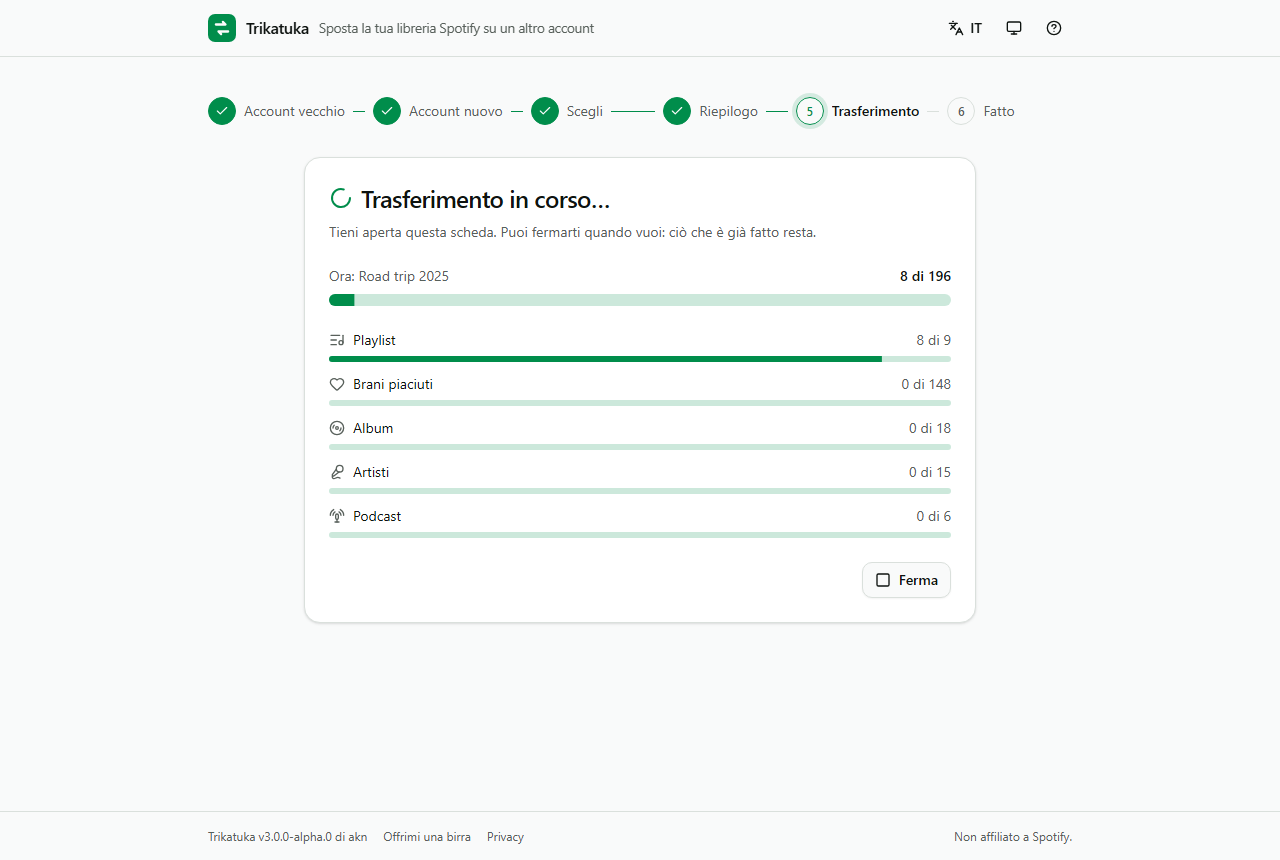 Trikatuka Sposta la tua libreria Spotify su un altro account IT
Account vecchio Account nuovo Scegli Riepilogo 5 Trasferimento 6 Fatto
Trasferimento in corso...
Tieni aperta questa scheda. Puoi fermarti quando vuoi: ciò che è già fatto resta.
Ora: Road trip 2025 8 di 196
Playlist 8 di 9
Brani piaciuti 0 di 148
Album 0 di 18
Artisti 0 di 15
Podcast 0 di 6
Ferma
Trikatuka v3.0.0-alpha.0 di akn Offrimi una birra Privacy Non affiliato a Spotify.